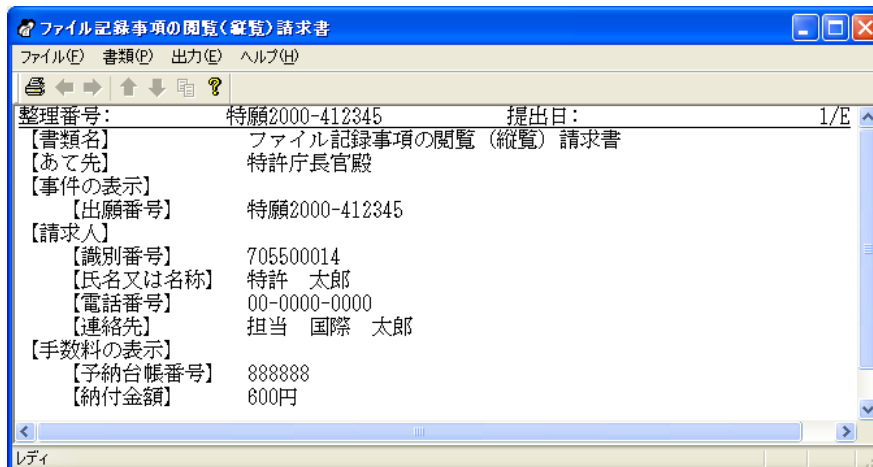 ファイル記録事項の閲覧(縦覧)請求書
ファイル(F) 書類(P) 出力(E) ヘルプ(H)
整理番号: 特願2000-412345 提出日: 1/E
【書類名】 ファイル記録事項の閲覧（縦覧）請求書
【あて先】 特許庁長官殿
【事件の表示】
【出願番号】 特願2000-412345
【請求人】
【識別番号】 705500014
【氏名又は名称】 特許　太郎
【電話番号】 00-0000-0000
【連絡先】 担当　国際　太郎
【手数料の表示】
【予納台帳番号】 888888
【納付金額】 600円
レディ